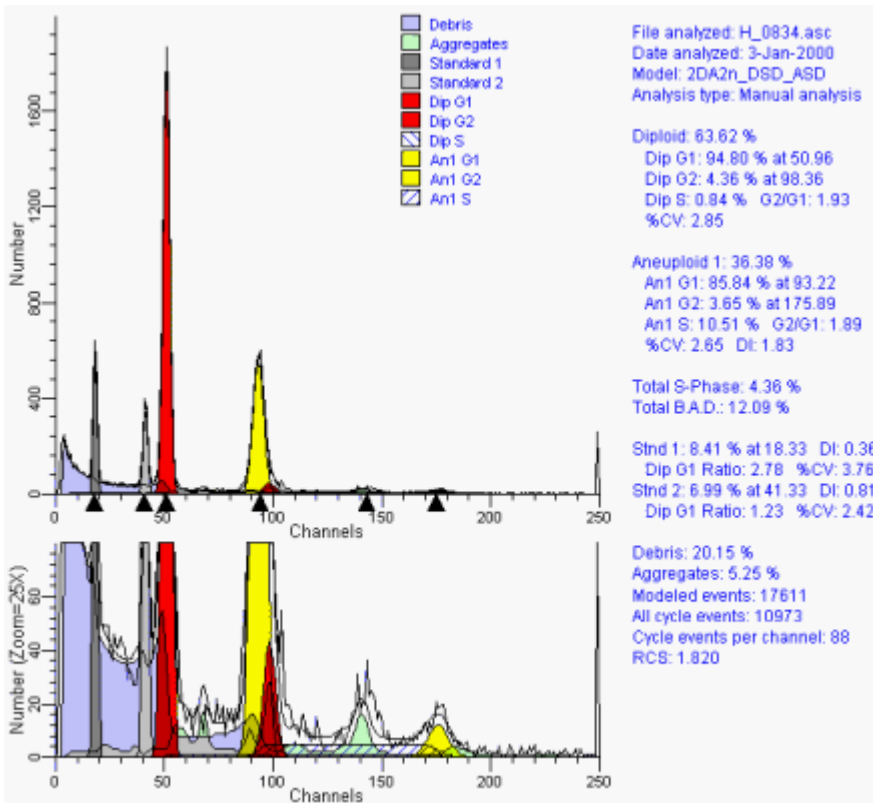 1600
1200
800
400
0
Number
0 50 100 150 200 250
Channels
Debris
Aggregates
Standard 1
Standard 2
Dip G1
Dip G2
Dip S
An1 G1
An1 G2
An1 S
60
40
20
0
Number (Zoom=25X)
0 50 100 150 200 250
Channels
File analyzed: H_0834.asc
Date analyzed: 3-Jan-2000
Model: 2DA2n_DSD_ASD
Analysis type: Manual analysis
Diploid: 63.62 %
Dip G1: 94.80 % at 50.96
Dip G2: 4.36 % at 98.36
Dip S: 0.84 % G2/G1: 1.93
%CV: 2.85
Aneuploid 1: 36.38 %
An1 G1: 85.84 % at 93.22
An1 G2: 3.65 % at 175.89
An1 S: 10.51 % G2/G1: 1.89
%CV: 2.65 DI: 1.83
Total S-Phase: 4.36 %
Total B.A.D.: 12.09 %
Stnd 1: 8.41 % at 18.33 DI: 0.36
Dip G1 Ratio: 2.78 %CV: 3.76
Stnd 2: 6.99 % at 41.33 DI: 0.81
Dip G1 Ratio: 1.23 %CV: 2.42
Debris: 20.15 %
Aggregates: 5.25 %
Modeled events: 17611
All cycle events: 10973
Cycle events per channel: 88
RCS: 1.820